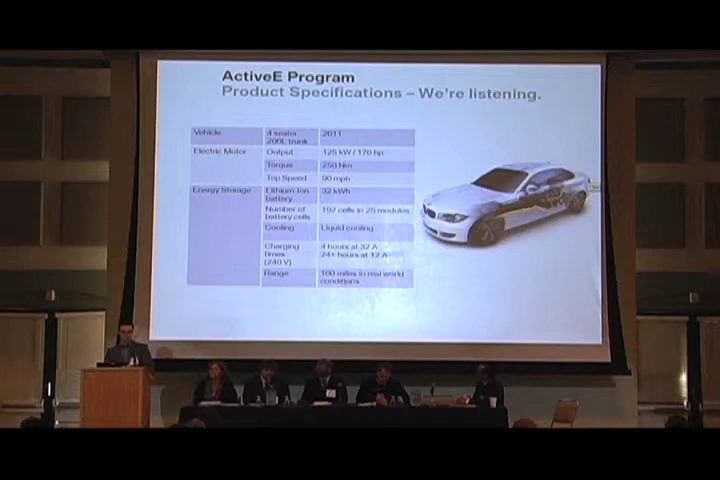 ActiveE Program
Product Specifications – We're listening.
Vehicle 4 seater 2011
200L trunk
Electric Motor Output 125 kW / 170 hp
Torque 250 Nm
Top Speed 90 mph
Energy Storage Lithium-Ion 32 kWh
battery
Number of 192 cells in 25 modules
battery cells
Cooling Liquid cooling
Charging 4 hours at 32 A
times 24+ hours at 12 A
(240 V)
Range 100 miles in real world
conditions